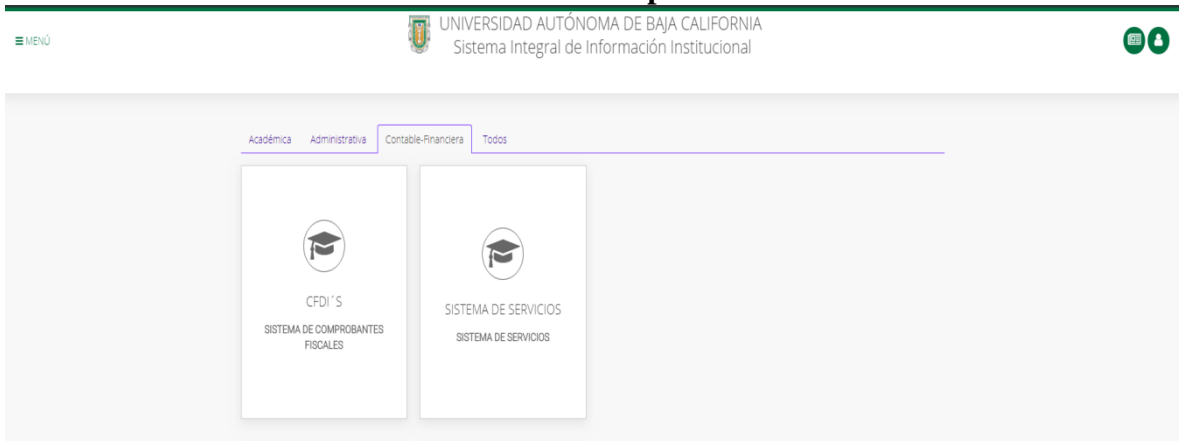 UNIVERSIDAD AUTÓNOMA DE BAJA CALIFORNIA
☰ MENÚ
Sistema Integral de Información Institucional
Académica Administrativa Contable-Financiera Todos
CFDI´S
SISTEMA DE COMPROBANTES
FISCALES
SISTEMA DE SERVICIOS
SISTEMA DE SERVICIOS